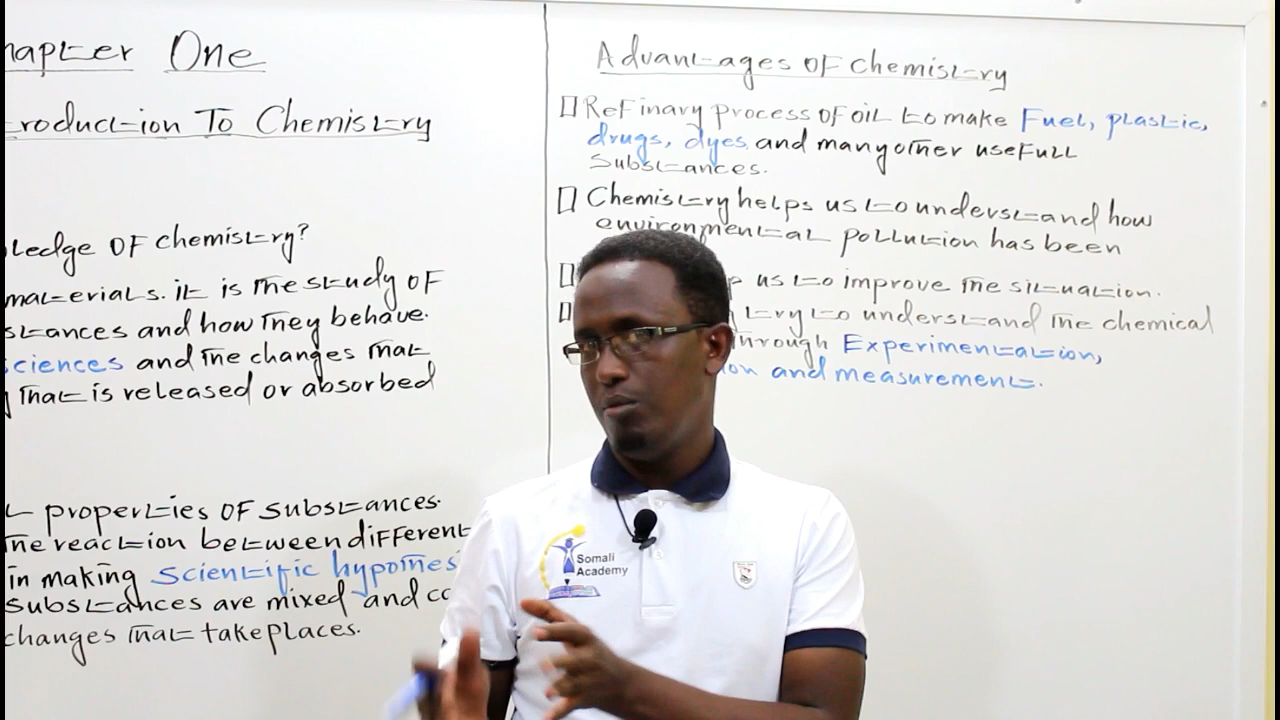 hapter One
troduction To Chemistry
ledge OF chemistry?
materials. it is the study of
stances and how They behave.
sciences and The changes That
That is released or absorbed
properties OF substances.
The reaction between diFFerent
in making Scientific hypothes
substances are mixed and co
changes That take places.
Advantages OF chemistry
ReFinary process OF oil to make Fuel, plastic,
drugs, dyes and many other useFull
Substances.
Chemistry helps us to understand how
environmental pollution has been
p us to improve The situation.
try to understand The chemical
Through Experimentation,
ion and measurement.
Somali
Academy